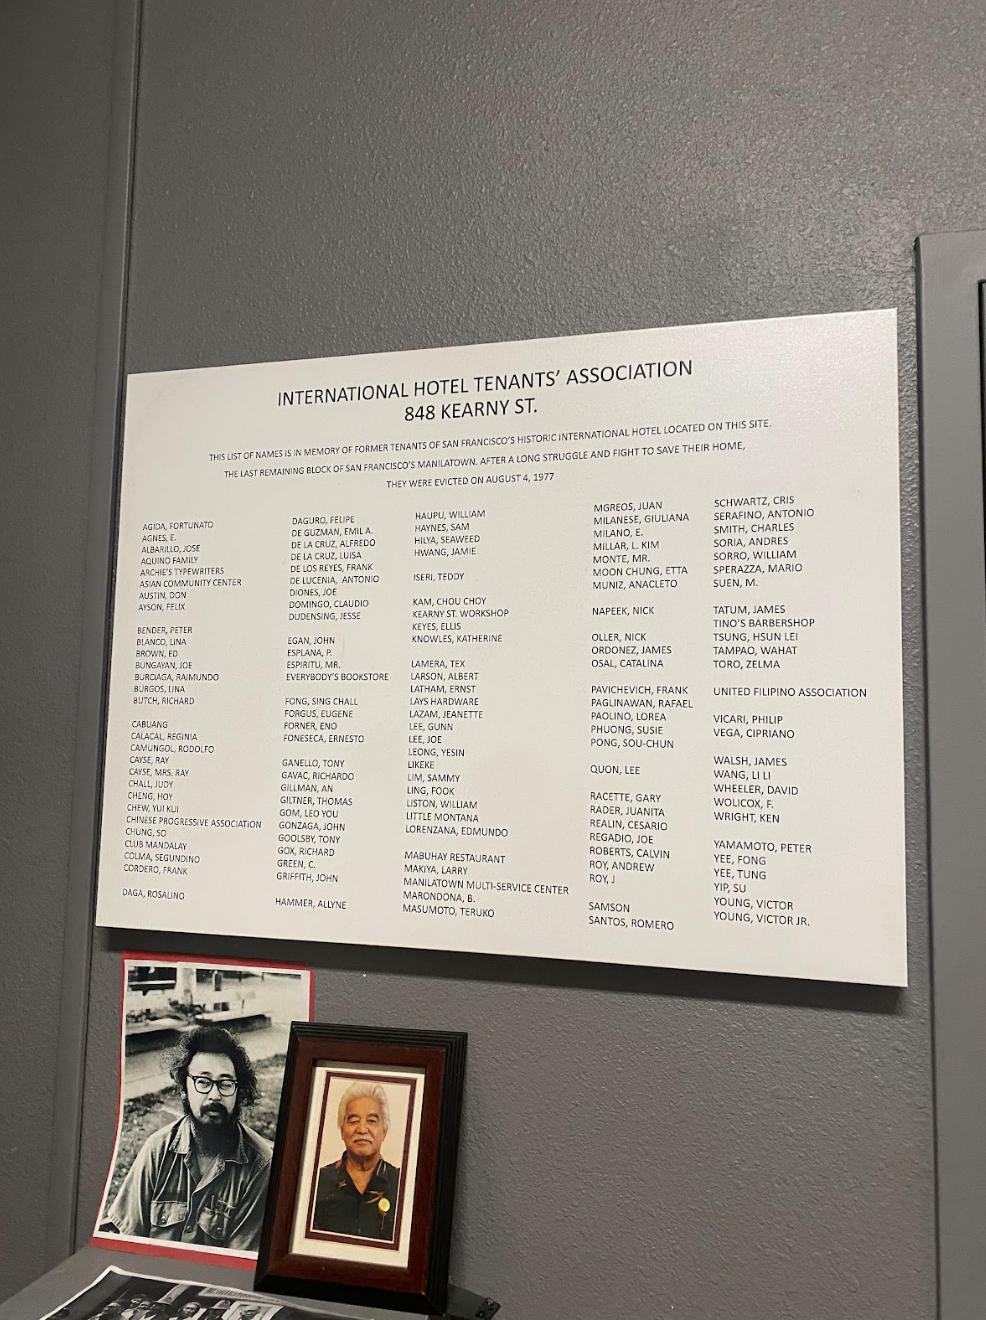 INTERNATIONAL HOTEL TENANTS' ASSOCIATION
848 KEARNY ST.
THIS LIST OF NAMES IS IN MEMORY OF FORMER TENANTS OF SAN FRANCISCO'S HISTORIC INTERNATIONAL HOTEL LOCATED ON THIS SITE.
THE LAST REMAINING BLOCK OF SAN FRANCISCO'S MANILATOWN. AFTER A LONG STRUGGLE AND FIGHT TO SAVE THEIR HOME,
THEY WERE EVICTED ON AUGUST 4, 1977
AGIDA, FORTUNATO
AGNES, E.
ALBARILLO, JOSE
AQUINO FAMILY
ARCHIE'S TYPEWRITERS
ASIAN COMMUNITY CENTER
AUSTIN, DON
AYSON, FELIX
BENDER, PETER
BLANCO, LINA
BROWN, ED
BUNGAYAN, JOE
BURCIAGA, RAIMUNDO
BURGOS, LINA
BUTCH, RICHARD
CABUANG
CALACAL, REGINIA
CAMUNGOL, RODOLFO
CAYSE, RAY
CAYSE, MRS. RAY
CHALL, JUDY
CHENG, HOY
CHEW, YUI KUI
CHINESE PROGRESSIVE ASSOCIATION
CHUNG, SO
CLUB MANDALAY
COLMA, SEGUNDINO
CORDERO, FRANK
DAGA, ROSALINO
DAGURO, FELIPE
DE GUZMAN, EMIL A.
DE LA CRUZ, ALFREDO
DE LA CRUZ, LUISA
DE LOS REYES, FRANK
DE LUCENIA, ANTONIO
DIONES, JOE
DOMINGO, CLAUDIO
DUDENSING, JESSE
EGAN, JOHN
ESPLANA, P.
ESPIRITU, MR.
EVERYBODY'S BOOKSTORE
FONG, SING CHALL
FORGUS, EUGENE
FORNER, ENO
FONESECA, ERNESTO
GANELLO, TONY
GAVAC, RICHARDO
GILLMAN, AN
GILTNER, THOMAS
GOM, LEO YOU
GONZAGA, JOHN
GOOLSBY, TONY
GOX, RICHARD
GREEN, C.
GRIFFITH, JOHN
HAMMER, ALLYNE
HAUPU, WILLIAM
HAYNES, SAM
HILYA, SEAWEED
HWANG, JAMIE
ISERI, TEDDY
KAM, CHOU CHOY
KEARNY ST. WORKSHOP
KEYES, ELLIS
KNOWLES, KATHERINE
LAMERA, TEX
LARSON, ALBERT
LATHAM, ERNST
LAYS HARDWARE
LAZAM, JEANETTE
LEE, GUNN
LEE, JOE
LEONG, YESIN
LIKEKE
LIM, SAMMY
LING, FOOK
LISTON, WILLIAM
LITTLE MONTANA
LORENZANA, EDMUNDO
MABUHAY RESTAURANT
MAKIYA, LARRY
MANILATOWN MULTI-SERVICE CENTER
MARONDONA, B.
MASUMOTO, TERUKO
MGREOS, JUAN
MILANESE, GIULIANA
MILANO, E.
MILLAR, L. KIM
MONTE, MR.
MOON CHUNG, ETTA
MUNIZ, ANACLETO
NAPEEK, NICK
OLLER, NICK
ORDONEZ, JAMES
OSAL, CATALINA
PAVICHEVICH, FRANK
PAGLINAWAN, RAFAEL
PAOLINO, LOREA
PHUONG, SUSIE
PONG, SOU-CHUN
QUON, LEE
RACETTE, GARY
RADER, JUANITA
REALIN, CESARIO
REGADIO, JOE
ROBERTS, CALVIN
ROY, ANDREW
ROY, J
SAMSON
SANTOS, ROMERO
SCHWARTZ, CRIS
SERAFINO, ANTONIO
SMITH, CHARLES
SORIA, ANDRES
SORRO, WILLIAM
SPERAZZA, MARIO
SUEN, M.
TATUM, JAMES
TINO'S BARBERSHOP
TSUNG, HSUN LEI
TAMPAO, WAHAT
TORO, ZELMA
UNITED FILIPINO ASSOCIATION
VICARI, PHILIP
VEGA, CIPRIANO
WALSH, JAMES
WANG, LI LI
WHEELER, DAVID
WOLICOX, F.
WRIGHT, KEN
YAMAMOTO, PETER
YEE, FONG
YEE, TUNG
YIP, SU
YOUNG, VICTOR
YOUNG, VICTOR JR.